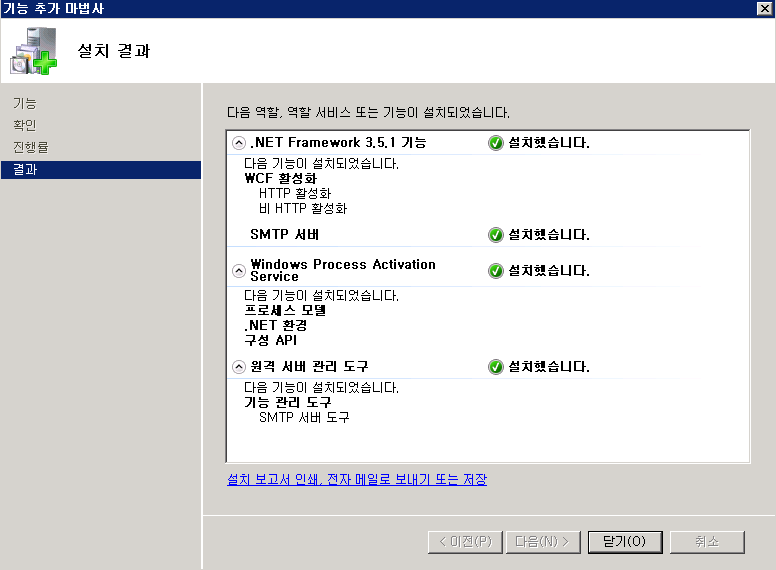 기능 추가 마법사
설치 결과
기능
확인
진행률
결과
다음 역할, 역할 서비스 또는 기능이 설치되었습니다.
.NET Framework 3.5.1 기능 설치했습니다.
다음 기능이 설치되었습니다.
WCF 활성화
HTTP 활성화
비 HTTP 활성화
SMTP 서버 설치했습니다.
Windows Process Activation
Service 설치했습니다.
다음 기능이 설치되었습니다.
프로세스 모델
.NET 환경
구성 API
원격 서버 관리 도구 설치했습니다.
다음 기능이 설치되었습니다.
기능 관리 도구
SMTP 서버 도구
설치 보고서 인쇄, 전자 메일로 보내기 또는 저장
< 이전(P) 다음(N) > 닫기(O) 취소